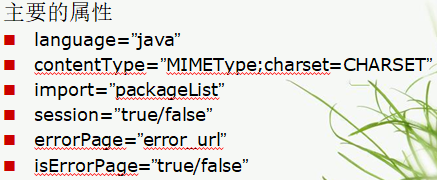 主要的属性
language="java"
contentType="MIMEType;charset=CHARSET"
import="packageList"
session="true/false"
errorPage="error_url"
isErrorPage="true/false"